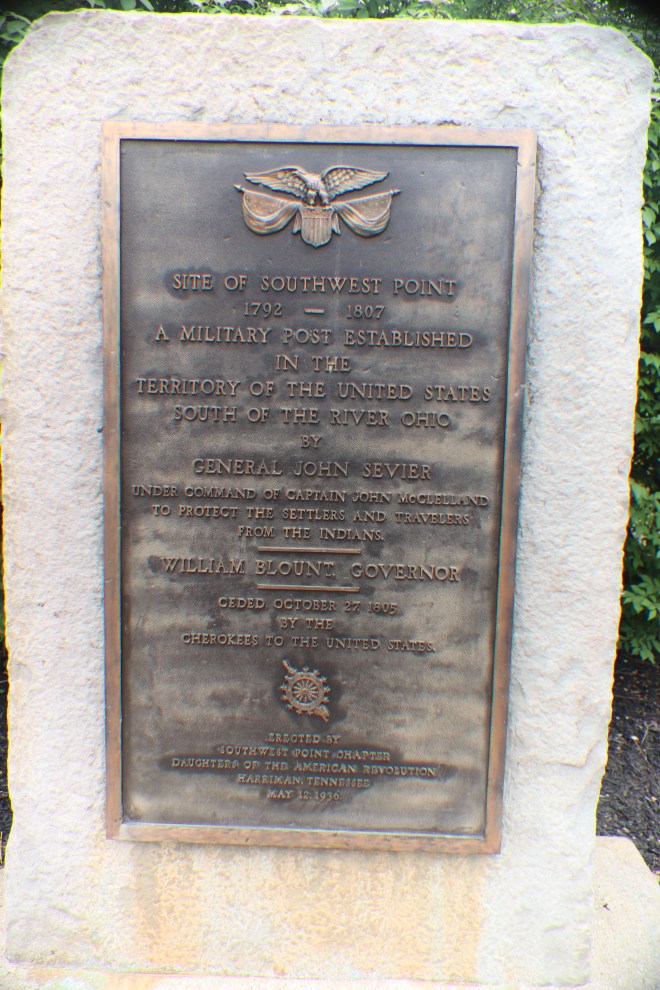 SITE OF SOUTHWEST POINT
1792 — 1807
A MILITARY POST ESTABLISHED
IN THE
TERRITORY OF THE UNITED STATES
SOUTH OF THE RIVER OHIO
BY
GENERAL JOHN SEVIER
UNDER COMMAND OF CAPTAIN JOHN McCLELLAND
TO PROTECT THE SETTLERS AND TRAVELERS
FROM THE INDIANS.
WILLIAM BLOUNT, GOVERNOR
CEDED, OCTOBER 27, 1805
BY THE
CHEROKEES TO THE UNITED STATES.
ERECTED BY
SOUTHWEST POINT CHAPTER
DAUGHTERS OF THE AMERICAN REVOLUTION
HARRIMAN, TENNESSEE
MAY 12, 1936.